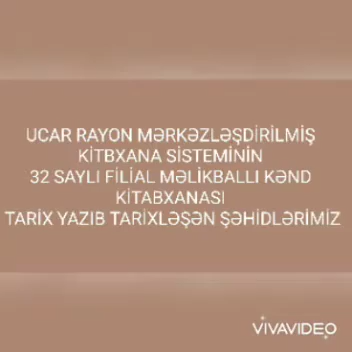 UCAR RAYON MƏRKƏZLƏŞDİRİLMİŞ
KİTBXANA SİSTEMİNİN
32 SAYLI FİLİAL MƏLİKBALLI KƏND
KİTABXANASI
TARİX YAZIB TARİXLƏŞƏN ŞƏHİDLƏRİMİZ
VIVAVIDEO